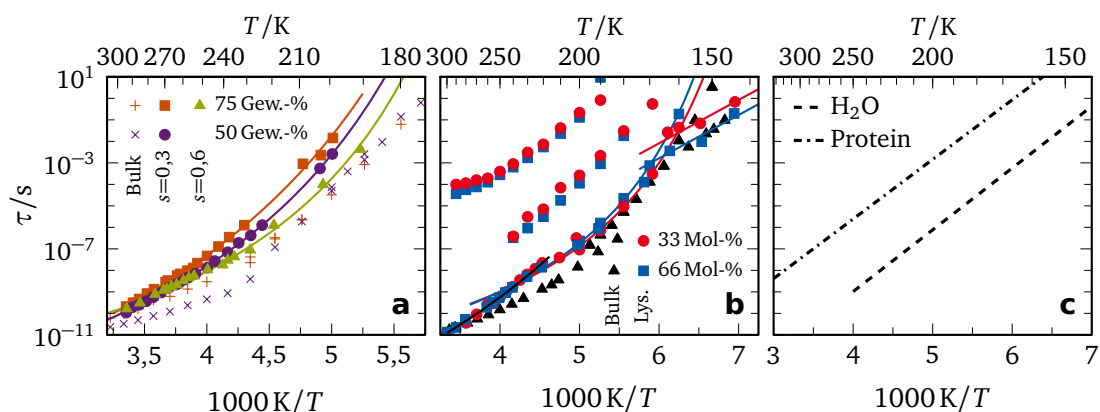 T/K T/K T/K
300 270 240 210 180 300 250 200 150 300 250 200 150
10¹
10⁻³
10⁻⁷
10⁻¹¹
τ/s
75 Gew.-%
50 Gew.-%
Bulk
s=0,3
s=0,6
a
33 Mol-%
66 Mol-%
Bulk
Lys.
b
H₂O
Protein
c
3,5 4 4,5 5 5,5 4 5 6 7 3 4 5 6 7
1000 K/T 1000 K/T 1000 K/T